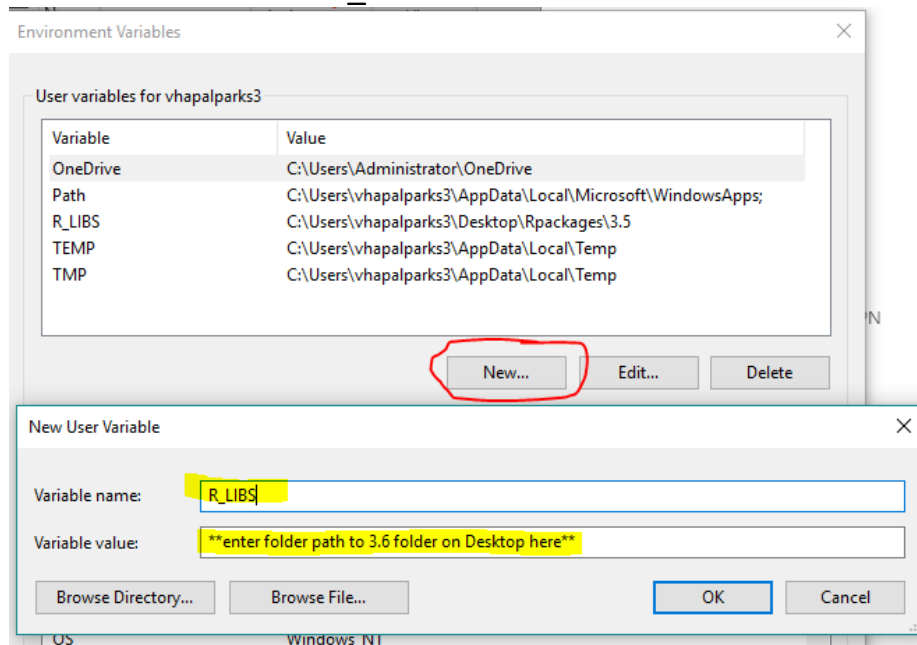 Environment Variables
User variables for vhapalparks3
Variable Value
OneDrive C:\Users\Administrator\OneDrive
Path C:\Users\vhapalparks3\AppData\Local\Microsoft\WindowsApps;
R_LIBS C:\Users\vhapalparks3\Desktop\Rpackages\3.5
TEMP C:\Users\vhapalparks3\AppData\Local\Temp
TMP C:\Users\vhapalparks3\AppData\Local\Temp
PN
New... Edit... Delete
New User Variable
Variable name: R_LIBS
Variable value: **enter folder path to 3.6 folder on Desktop here**
Browse Directory... Browse File... OK Cancel
OS Windows_NT